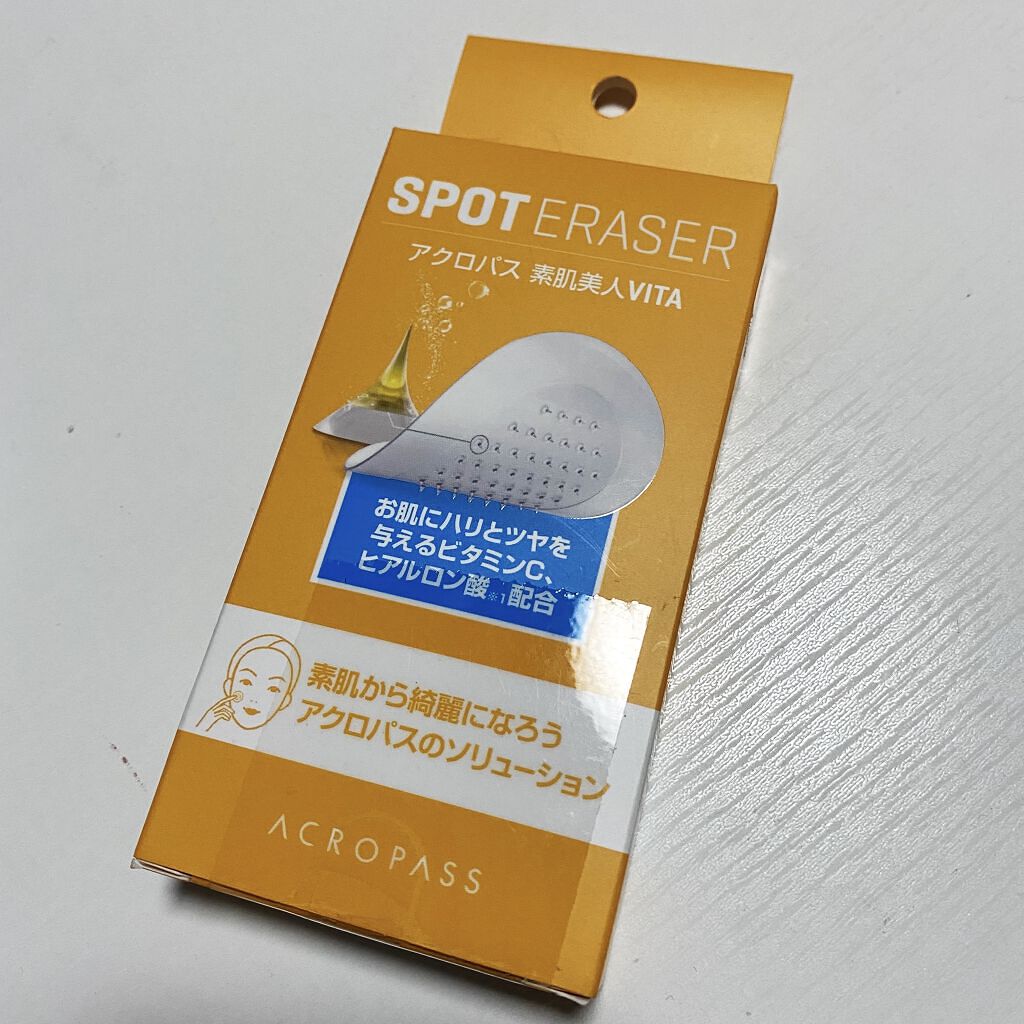 SPOT ERASER
アクロパス 素肌美人VITA
お肌にハリとツヤを
与えるビタミンC、
ヒアルロン酸※1配合
素肌から綺麗になろう
アクロパスのソリューション
ACROPASS